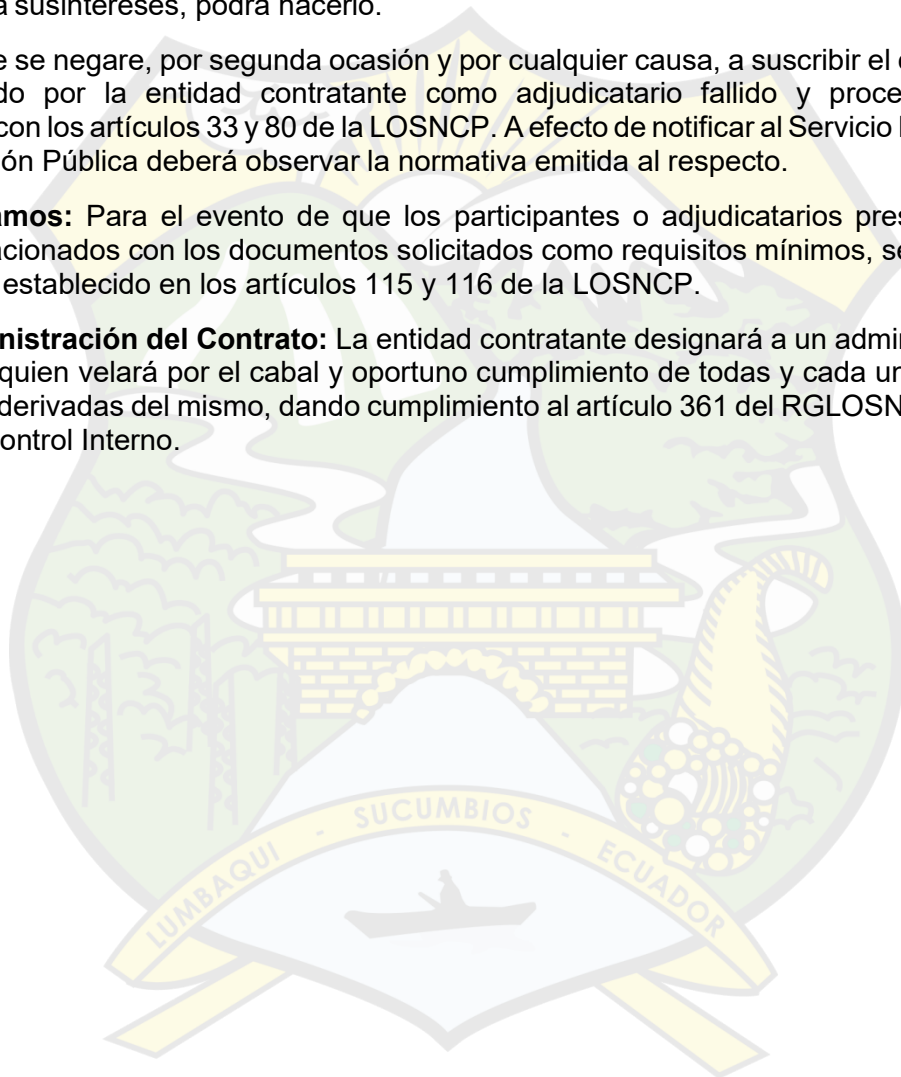 a susintereses, podrá hacerlo.
e se negare, por segunda ocasión y por cualquier causa, a suscribir el
do por la entidad contratante como adjudicatario fallido y proce
con los artículos 33 y 80 de la LOSNCP. A efecto de notificar al Servicio
ión Pública deberá observar la normativa emitida al respecto.
amos: Para el evento de que los participantes o adjudicatarios pres
acionados con los documentos solicitados como requisitos mínimos, se
establecido en los artículos 115 y 116 de la LOSNCP.
nistración del Contrato: La entidad contratante designará a un admi
quien velará por el cabal y oportuno cumplimiento de todas y cada un
derivadas del mismo, dando cumplimiento al artículo 361 del RGLOSN
ontrol Interno.
LUMBAQUI - SUCUMBIOS - ECUADOR